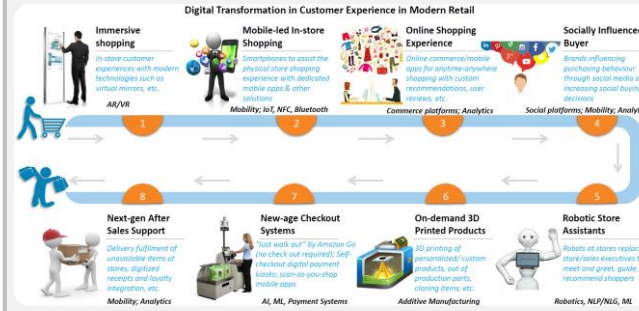 Digital Transformation in Customer Experience in Modern Retail
Immersive
shopping
In-store customer
experiences with modern
technologies such as
virtual mirrors, etc.
AR/VR
Mobile-led In-store
Shopping
Smartphones to assist the
physical store shopping
experience with dedicated
mobile apps & other
solutions
Mobility; IoT, NFC, Bluetooth
Online Shopping
Experience
Online commerce/mobile
apps for anytime-anywhere
shopping with custom
recommendations, user
reviews, etc.
Commerce platforms; Analytics
Socially Influence
Buyer
Brands influencing
purchasing behaviour
through social media a
increasing social buyin
decisions
Social platforms; Mobility; Analyt
1
2
3
4
8
7
6
5
Next-gen After
Sales Support
Delivery fulfilment of
unavailable items at
stores, digitized
receipts and loyalty
integration, etc.
Mobility; Analytics
New-age Checkout
Systems
"Just walk out" by Amazon Go
(no check out required); Self-
checkout digital payment
kiosks; scan-as-you-shop
mobile apps
AI, ML, Payment Systems
On-demand 3D
Printed Products
3D printing of
personalized/ custom
products, out of
production parts,
cloning items, etc.
Additive Manufacturing
Robotic Store
Assistants
Robots at stores replac
store/sales executives t
meet and greet, guide,
recommend shoppers
Robotics, NLP/NLG, ML